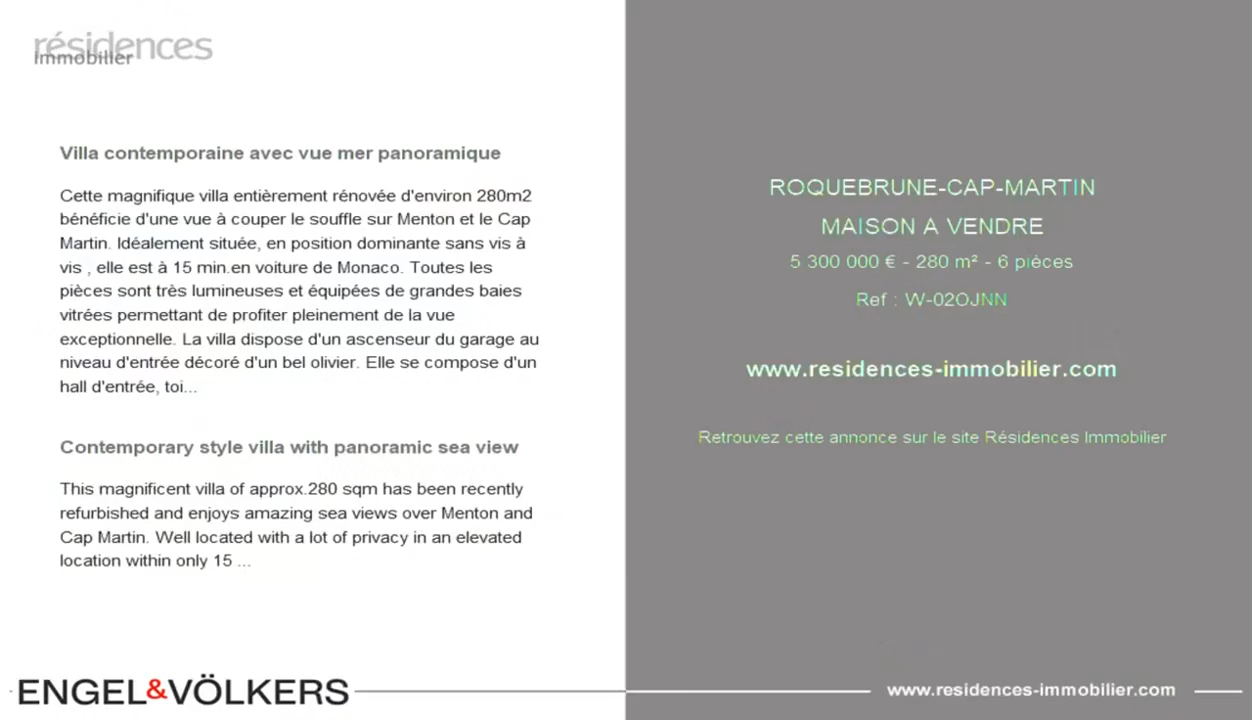 résidences
immobilier
Villa contemporaine avec vue mer panoramique
Cette magnifique villa entièrement rénovée d'environ 280m2
bénéficie d'une vue à couper le souffle sur Menton et le Cap
Martin. Idéalement située, en position dominante sans vis à
vis , elle est à 15 min.en voiture de Monaco. Toutes les
pièces sont très lumineuses et équipées de grandes baies
vitrées permettant de profiter pleinement de la vue
exceptionnelle. La villa dispose d'un ascenseur du garage au
niveau d'entrée décoré d'un bel olivier. Elle se compose d'un
hall d'entrée, toi...
Contemporary style villa with panoramic sea view
This magnificent villa of approx.280 sqm has been recently
refurbished and enjoys amazing sea views over Menton and
Cap Martin. Well located with a lot of privacy in an elevated
location within only 15 ...
ENGEL&VÖLKERS
ROQUEBRUNE-CAP-MARTIN
MAISON A VENDRE
5 300 000 € - 280 m² - 6 pièces
Ref : W-02OJNN
www.residences-immobilier.com
Retrouvez cette annonce sur le site Résidences Immobilier
www.residences-immobilier.com